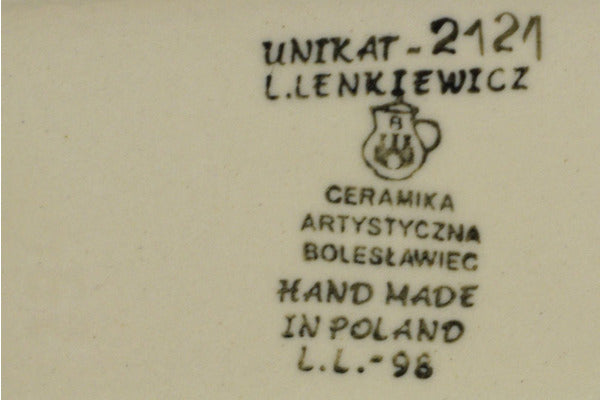 UNIKAT - 2121
L.LENKIEWICZ
B
CERAMIKA
ARTYSTYCZNA
BOLESŁAWIEC
HAND MADE
IN POLAND
L.L.-98